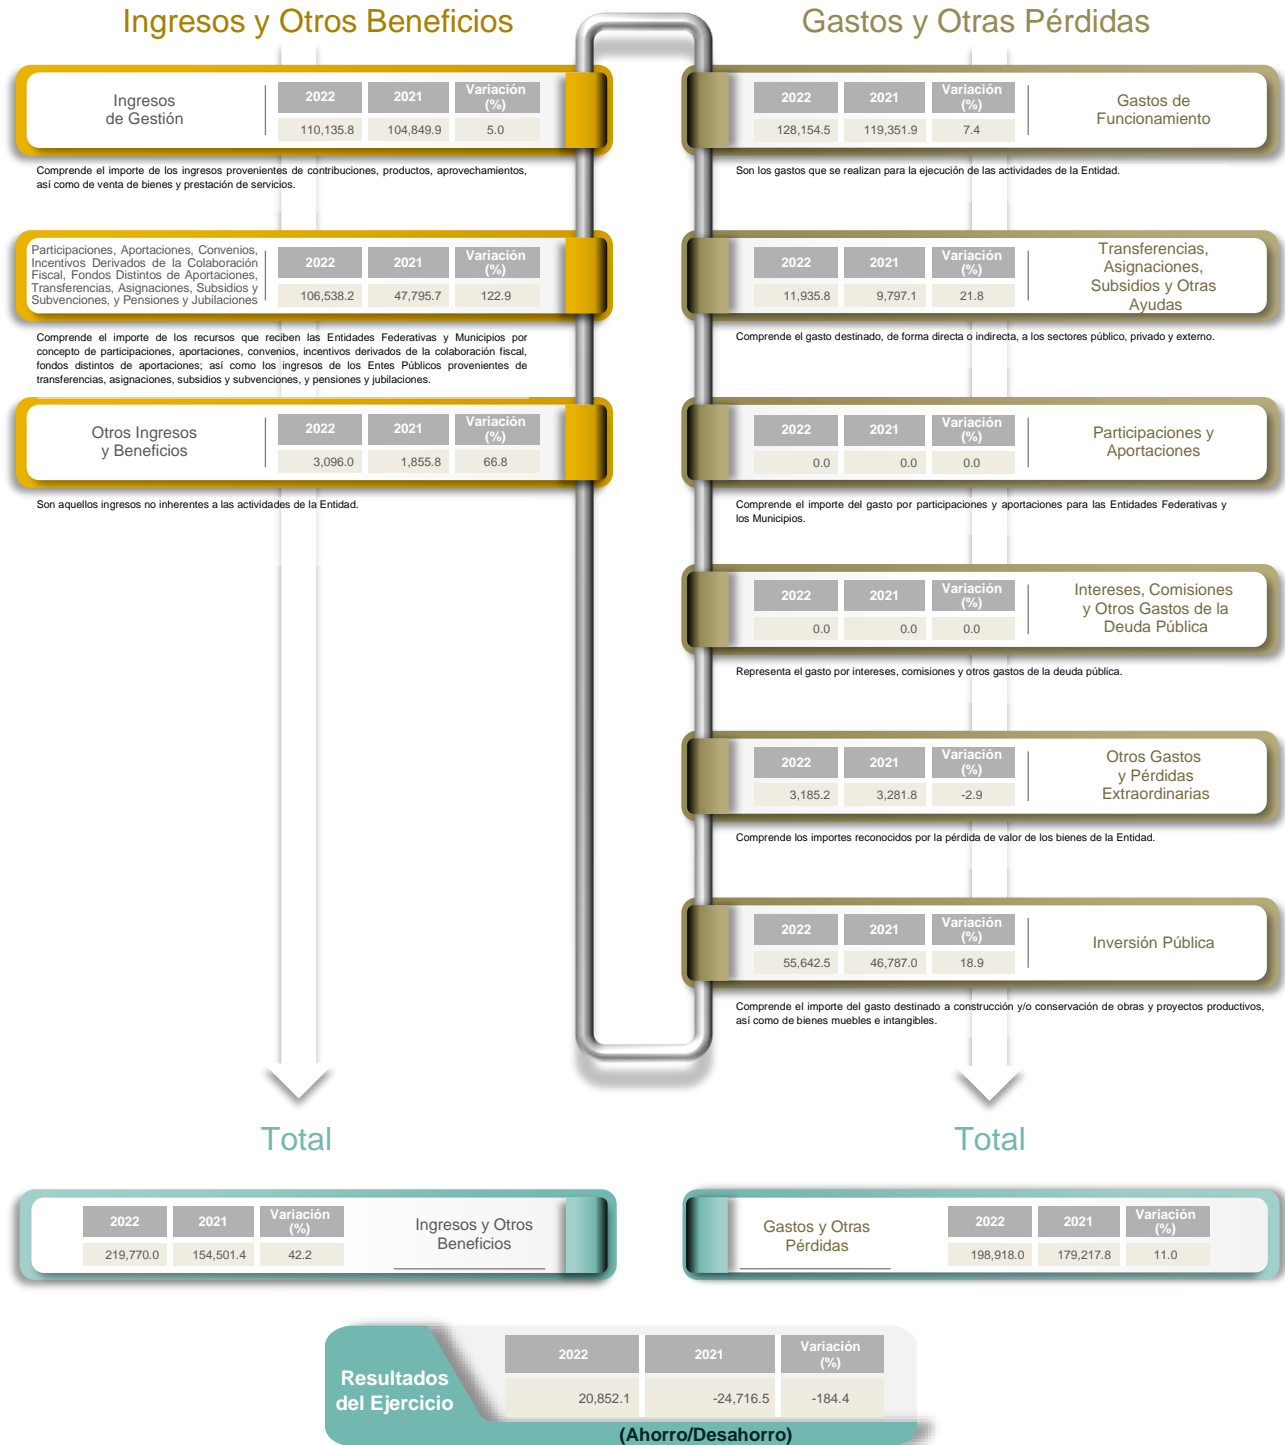 Ingresos y Otros Beneficios
Ingresos
de Gestión
2022 2021 Variación
(%)
110,135.8 104,849.9 5.0
Comprende el importe de los ingresos provenientes de contribuciones, productos, aprovechamientos,
así como de venta de bienes y prestación de servicios.
Participaciones, Aportaciones, Convenios,
Incentivos Derivados de la Colaboración
Fiscal, Fondos Distintos de Aportaciones,
Transferencias, Asignaciones, Subsidios y
Subvenciones, y Pensiones y Jubilaciones
2022 2021 Variación
(%)
106,538.2 47,795.7 122.9
Comprende el importe de los recursos que reciben las Entidades Federativas y Municipios por
concepto de participaciones, aportaciones, convenios, incentivos derivados de la colaboración fiscal,
fondos distintos de aportaciones; así como los ingresos de los Entes Públicos provenientes de
transferencias, asignaciones, subsidios y subvenciones, y pensiones y jubilaciones.
Otros Ingresos
y Beneficios
2022 2021 Variación
(%)
3,096.0 1,855.8 66.8
Son aquellos ingresos no inherentes a las actividades de la Entidad.
Gastos y Otras Pérdidas
2022 2021 Variación
(%)
128,154.5 119,351.9 7.4
Gastos de
Funcionamiento
Son los gastos que se realizan para la ejecución de las actividades de la Entidad.
2022 2021 Variación
(%)
11,935.8 9,797.1 21.8
Transferencias,
Asignaciones,
Subsidios y Otras
Ayudas
Comprende el gasto destinado, de forma directa o indirecta, a los sectores público, privado y externo.
2022 2021 Variación
(%)
0.0 0.0 0.0
Participaciones y
Aportaciones
Comprende el importe del gasto por participaciones y aportaciones para las Entidades Federativas y
los Municipios.
2022 2021 Variación
(%)
0.0 0.0 0.0
Intereses, Comisiones
y Otros Gastos de la
Deuda Pública
Representa el gasto por intereses, comisiones y otros gastos de la deuda pública.
2022 2021 Variación
(%)
3,185.2 3,281.8 -2.9
Otros Gastos
y Pérdidas
Extraordinarias
Comprende los importes reconocidos por la pérdida de valor de los bienes de la Entidad.
2022 2021 Variación
(%)
55,642.5 46,787.0 18.9
Inversión Pública
Comprende el importe del gasto destinado a construcción y/o conservación de obras y proyectos productivos,
así como de bienes muebles e intangibles.
Total
2022 2021 Variación
(%)
219,770.0 154,501.4 42.2
Ingresos y Otros
Beneficios
Total
Gastos y Otras
Pérdidas
2022 2021 Variación
(%)
198,918.0 179,217.8 11.0
Resultados
del Ejercicio
2022 2021 Variación
(%)
20,852.1 -24,716.5 -184.4
(Ahorro/Desahorro)